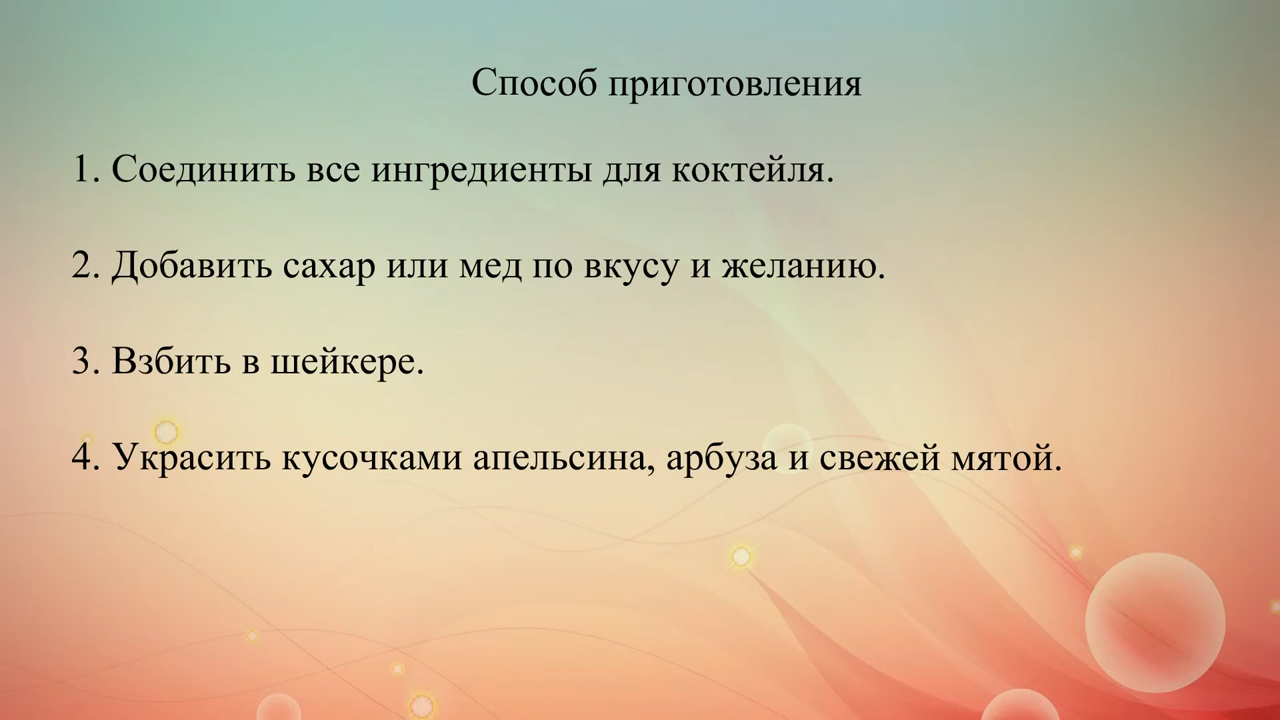 Способ приготовления
1. Соединить все ингредиенты для коктейля.
2. Добавить сахар или мед по вкусу и желанию.
3. Взбить в шейкере.
4. Украсить кусочками апельсина, арбуза и свежей мятой.